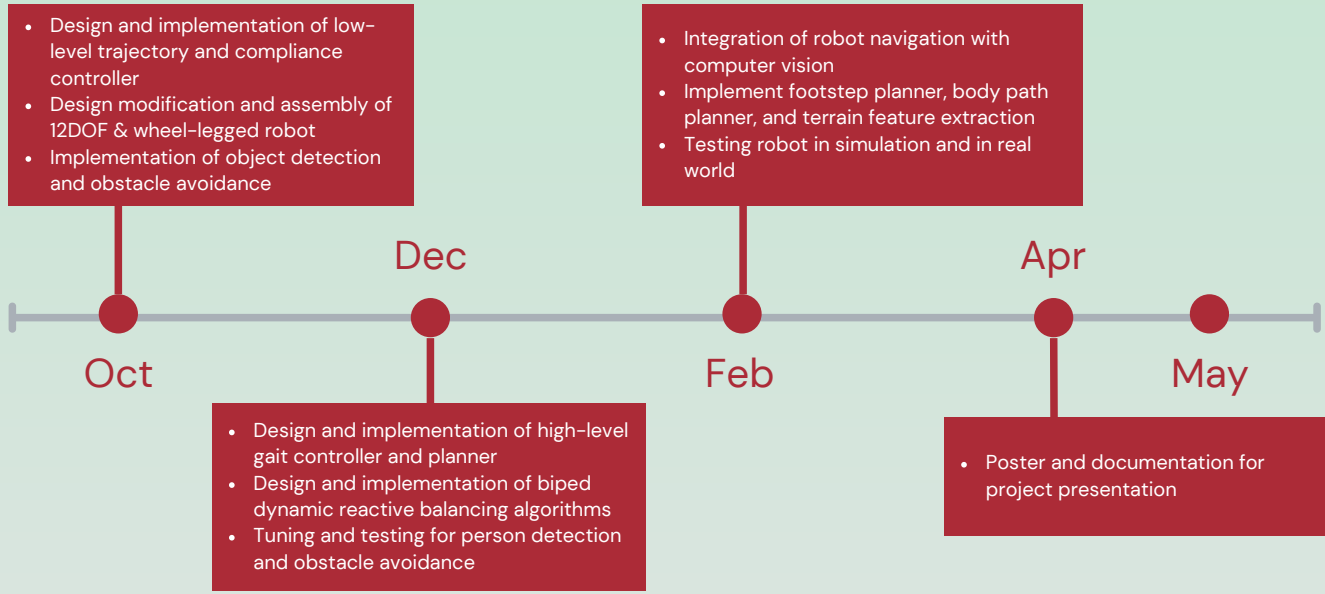 • Design and implementation of low-
level trajectory and compliance
controller
• Design modification and assembly of
12DOF & wheel-legged robot
• Implementation of object detection
and obstacle avoidance
• Integration of robot navigation with
computer vision
• Implement footstep planner, body path
planner, and terrain feature extraction
• Testing robot in simulation and in real
world
Dec
Apr
Oct
Feb
May
• Design and implementation of high-level
gait controller and planner
• Design and implementation of biped
dynamic reactive balancing algorithms
• Tuning and testing for person detection
and obstacle avoidance
• Poster and documentation for
project presentation